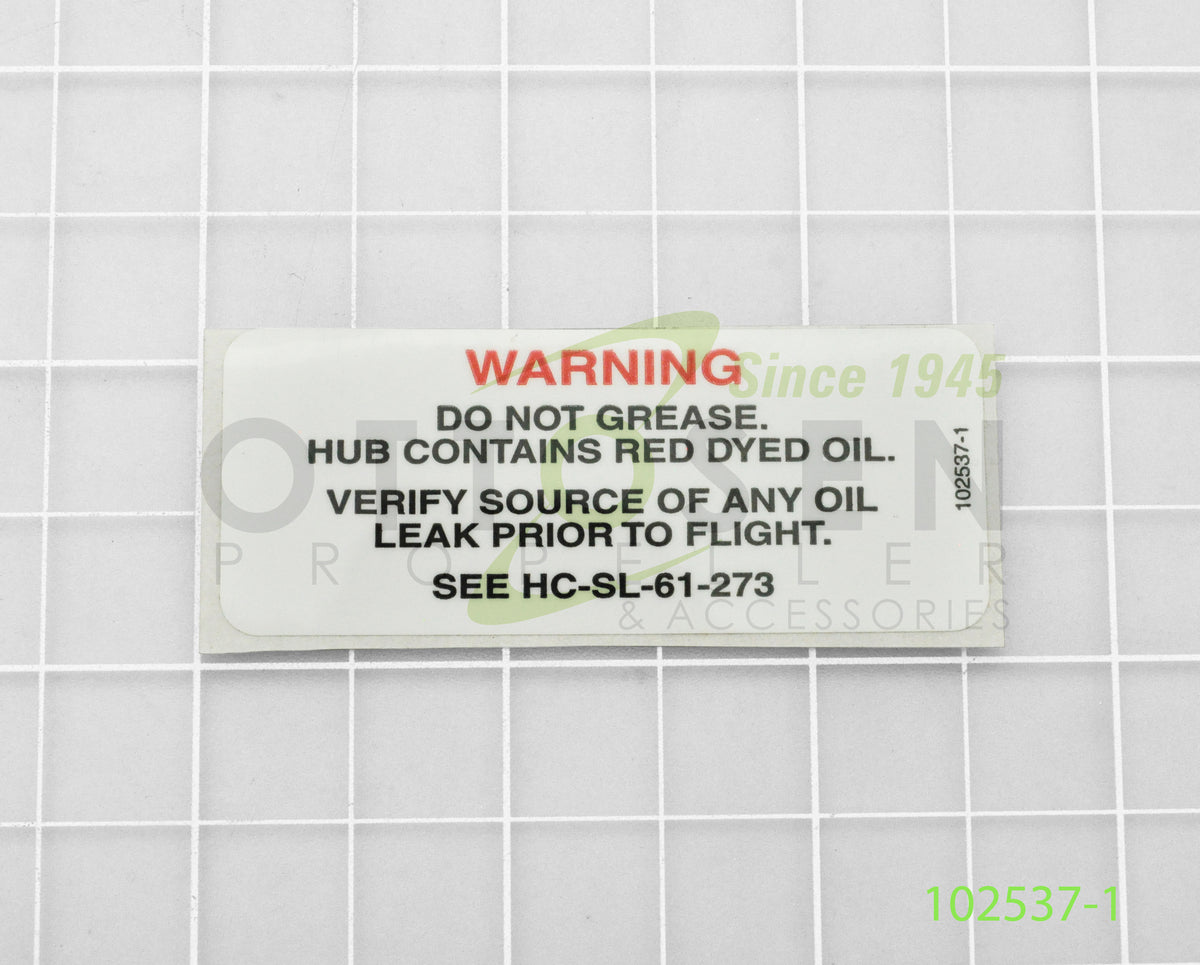 WARNING
Since 1945
DO NOT GREASE.
HUB CONTAINS RED DYED OIL.
102537-1
OTTOSEN
VERIFY SOURCE OF ANY OIL
LEAK PRIOR TO FLIGHT.
PROPELLER
SEE HC-SL-61-273
& ACCESSORIES
102537-1